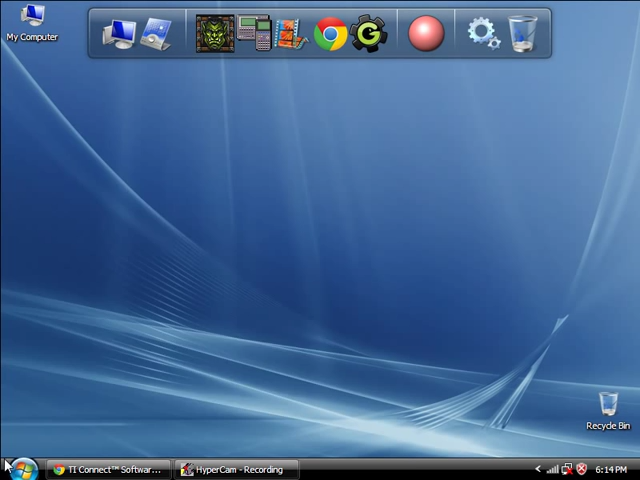 My Computer
Recycle Bin
TI Connect™ Softwar...
HyperCam - Recording
6:14 PM